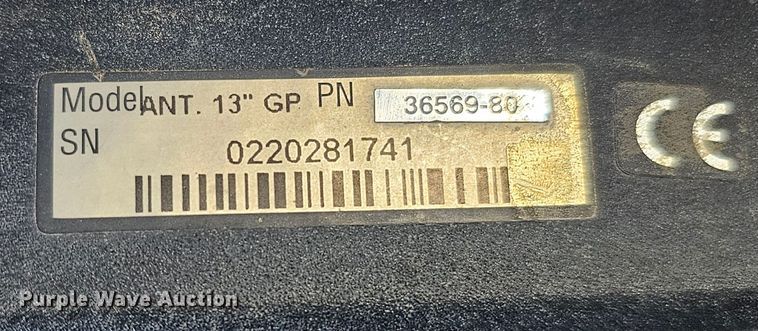 Model ANT. 13" GP PN 36569-80
SN 0220281741
CE
Purple Wave Auction